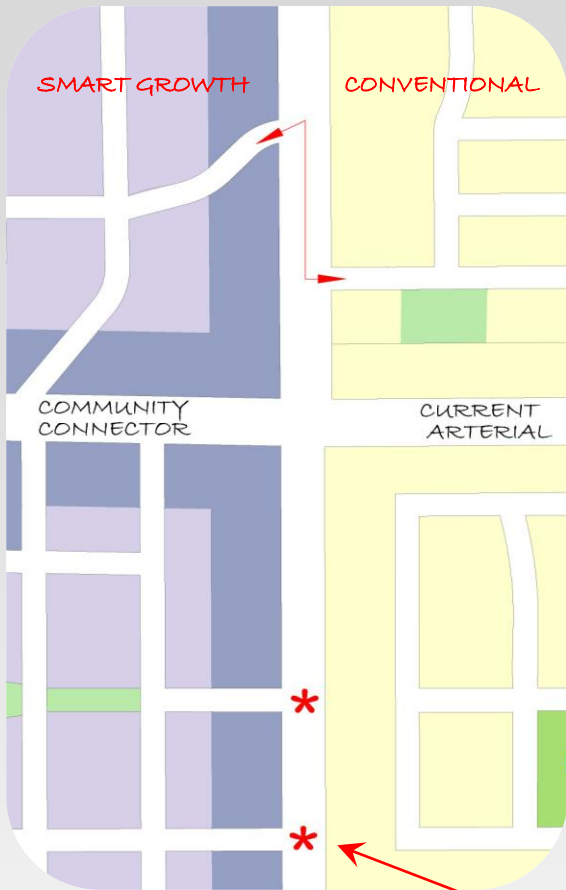 SMART GROWTH
CONVENTIONAL
COMMUNITY
CONNECTOR
CURRENT
ARTERIAL
*
*